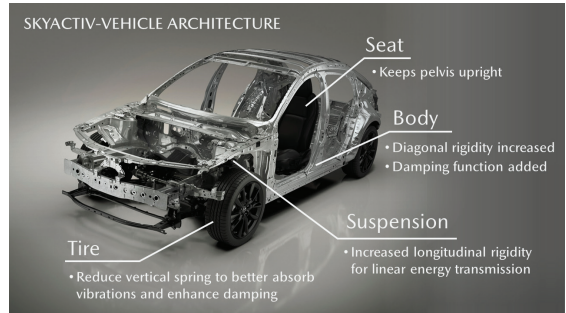 SKYACTIV-VEHICLE ARCHITECTURE
Seat
• Keeps pelvis upright
Body
• Diagonal rigidity increased
• Damping function added
Suspension
• Increased longitudinal rigidity
for linear energy transmission
Tire
• Reduce vertical spring to better absorb
vibrations and enhance damping